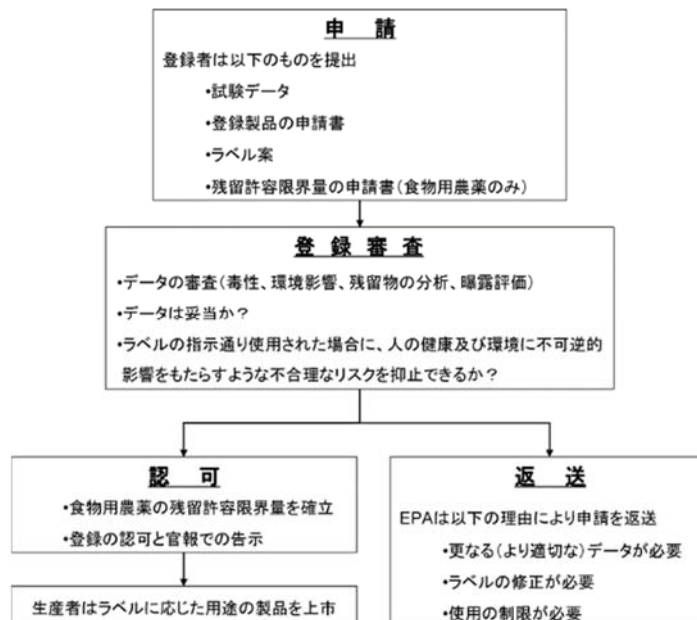 申　請
登録者は以下のものを提出
・試験データ
・登録製品の申請書
・ラベル案
・残留許容限界量の申請書(食物用農薬のみ)
登 録 審 査
・データの審査(毒性、環境影響、残留物の分析、曝露評価)
・データは妥当か？
・ラベルの指示通り使用された場合に、人の健康及び環境に不可逆的
影響をもたらすような不合理なリスクを抑止できるか？
認　可
・食物用農薬の残留許容限界量を確立
・登録の認可と官報での告示
生産者はラベルに応じた用途の製品を上市
返　送
EPAは以下の理由により申請を返送
・更なる(より適切な)データが必要
・ラベルの修正が必要
・使用の制限が必要